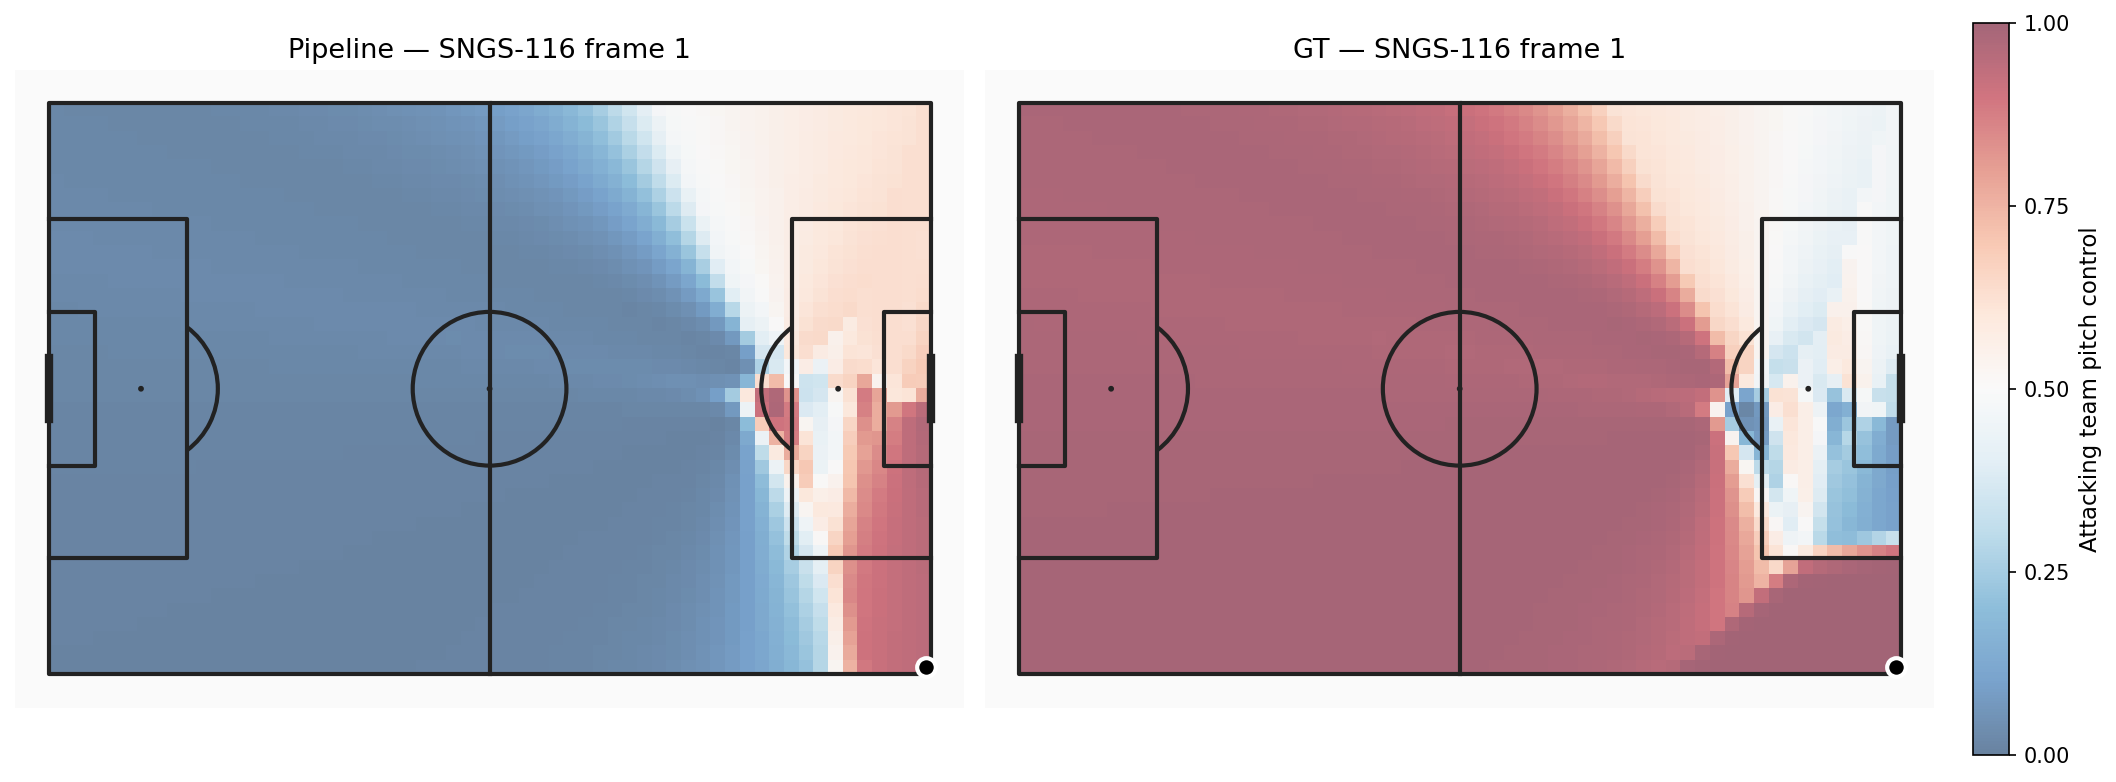 Pipeline — SNGS-116 frame 1
GT — SNGS-116 frame 1
1.00
0.75
0.50
0.25
0.00
Attacking team pitch control